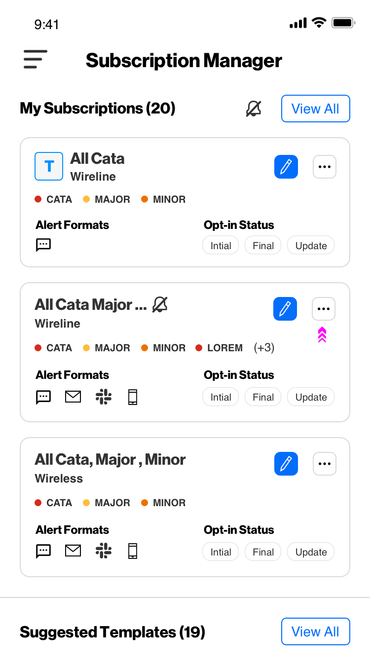 9:41
Subscription Manager
My Subscriptions (20)
View All
T
All Cata
Wireline
CATA MAJOR MINOR
Alert Formats Opt-in Status
Intial Final Update
All Cata Major ...
Wireline
CATA MAJOR MINOR LOREM (+3)
Alert Formats Opt-in Status
Intial Final Update
All Cata, Major , Minor
Wireless
CATA MAJOR MINOR
Alert Formats Opt-in Status
Intial Final Update
Suggested Templates (19)
View All